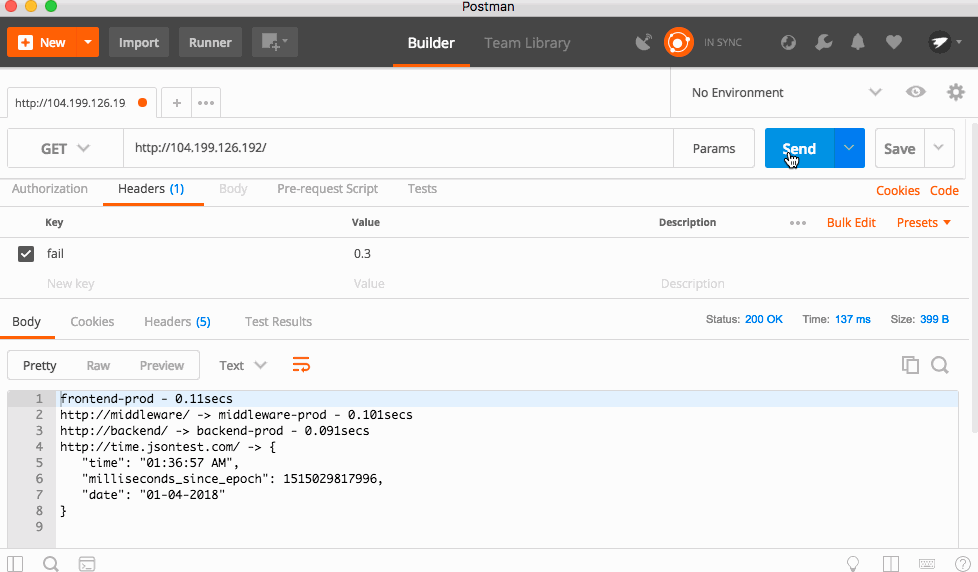 Postman
New Import Runner Builder Team Library IN SYNC
http://104.199.126.19 No Environment
GET http://104.199.126.192/ Params Send Save
Authorization Headers (1) Body Pre-request Script Tests Cookies Code
Key Value Description Bulk Edit Presets
fail 0.3
New key Value Description
Body Cookies Headers (5) Test Results Status: 200 OK Time: 137 ms Size: 399 B
Pretty Raw Preview Text
1 frontend-prod - 0.11secs
2 http://middleware/ -> middleware-prod - 0.101secs
3 http://backend/ -> backend-prod - 0.091secs
4 http://time.jsontest.com/ -> {
5 "time": "01:36:57 AM",
6 "milliseconds_since_epoch": 1515029817996,
7 "date": "01-04-2018"
8 }
9